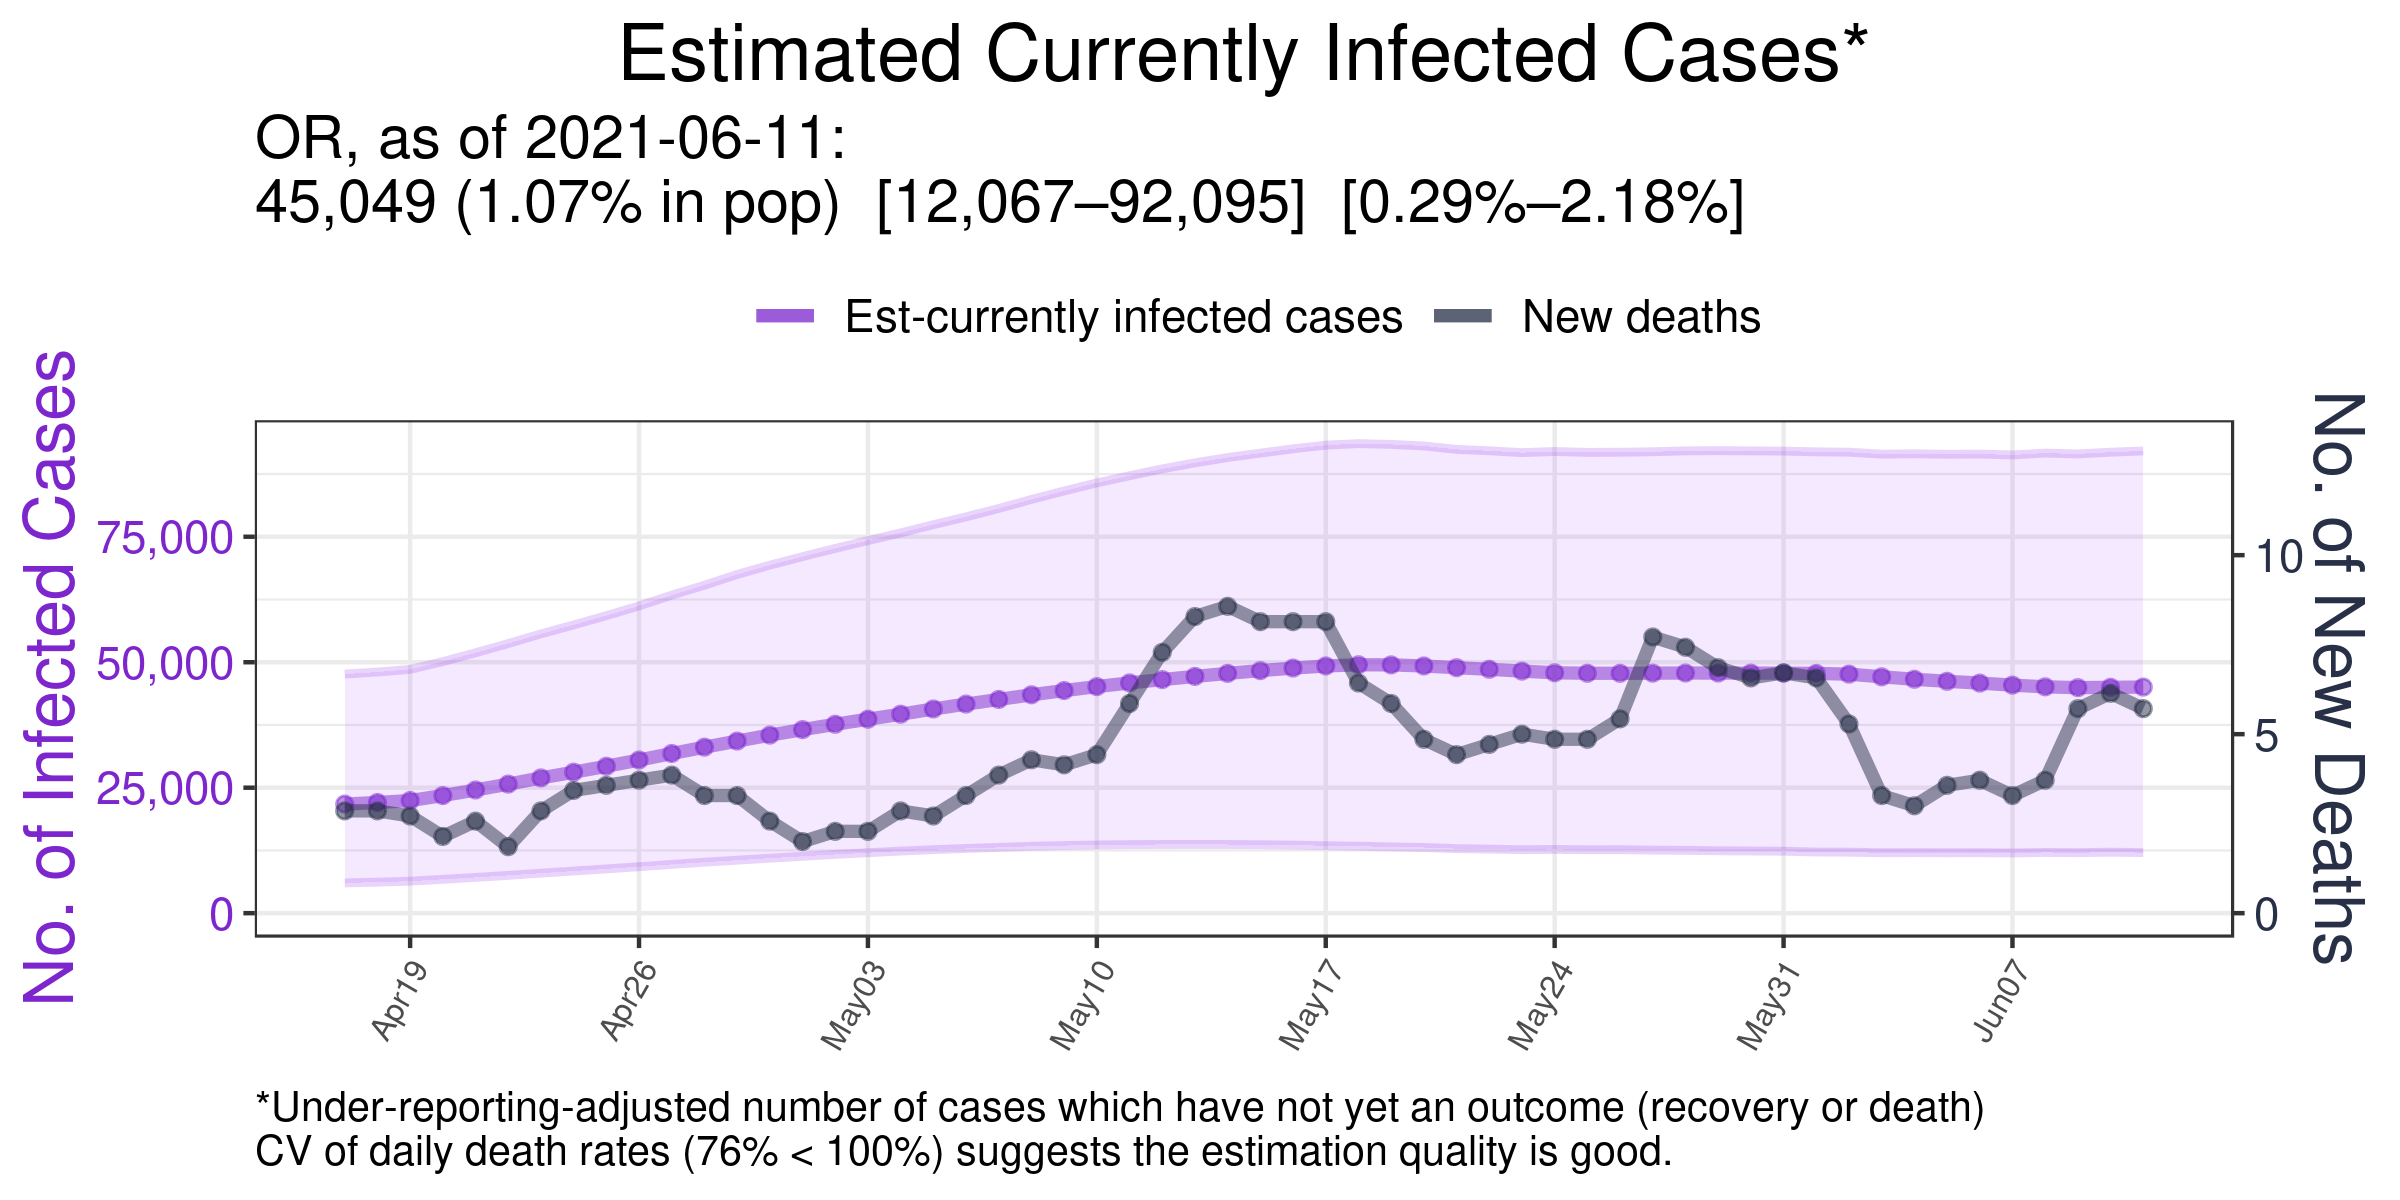 Estimated Currently Infected Cases*
OR, as of 2021-06-11:
45,049 (1.07% in pop)  [12,067–92,095]  [0.29%–2.18%]
Est-currently infected cases
New deaths
No. of Infected Cases
75,000
50,000
25,000
0
No. of New Deaths
10
5
0
Apr19
Apr26
May03
May10
May17
May24
May31
Jun07
*Under-reporting-adjusted number of cases which have not yet an outcome (recovery or death)
CV of daily death rates (76% < 100%) suggests the estimation quality is good.